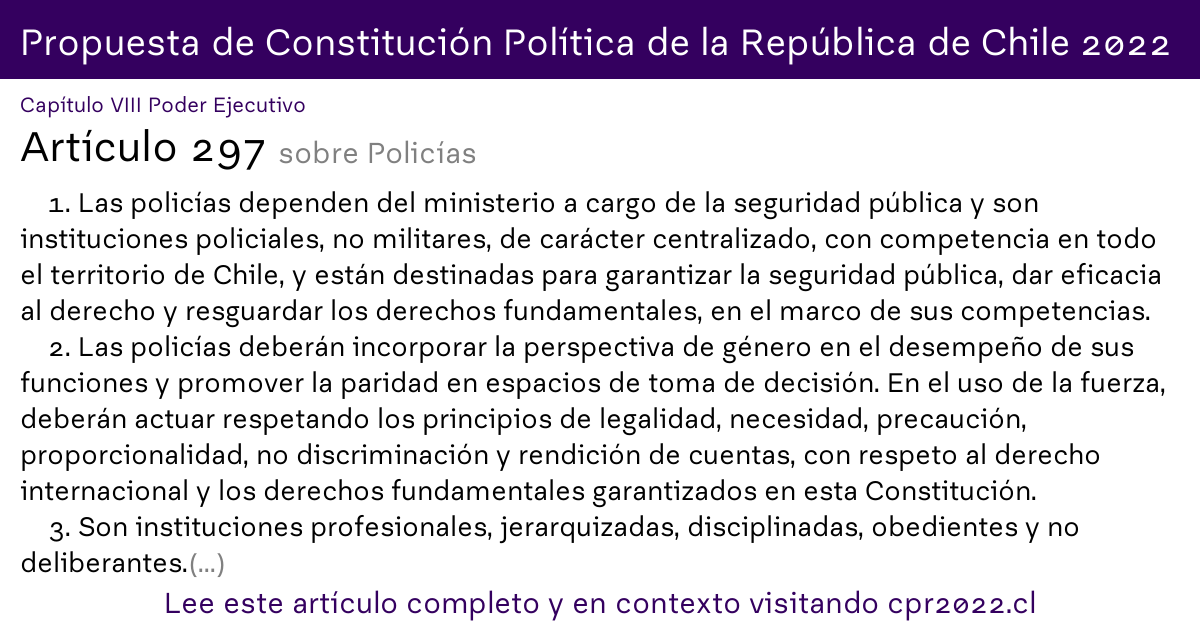 Propuesta de Constitución Política de la República de Chile 2022
Capítulo VIII Poder Ejecutivo
Artículo 297 sobre Policías
1. Las policías dependen del ministerio a cargo de la seguridad pública y son
instituciones policiales, no militares, de carácter centralizado, con competencia en todo
el territorio de Chile, y están destinadas para garantizar la seguridad pública, dar eficacia
al derecho y resguardar los derechos fundamentales, en el marco de sus competencias.
2. Las policías deberán incorporar la perspectiva de género en el desempeño de sus
funciones y promover la paridad en espacios de toma de decisión. En el uso de la fuerza,
deberán actuar respetando los principios de legalidad, necesidad, precaución,
proporcionalidad, no discriminación y rendición de cuentas, con respeto al derecho
internacional y los derechos fundamentales garantizados en esta Constitución.
3. Son instituciones profesionales, jerarquizadas, disciplinadas, obedientes y no
deliberantes.(...)
Lee este artículo completo y en contexto visitando cpr2022.cl